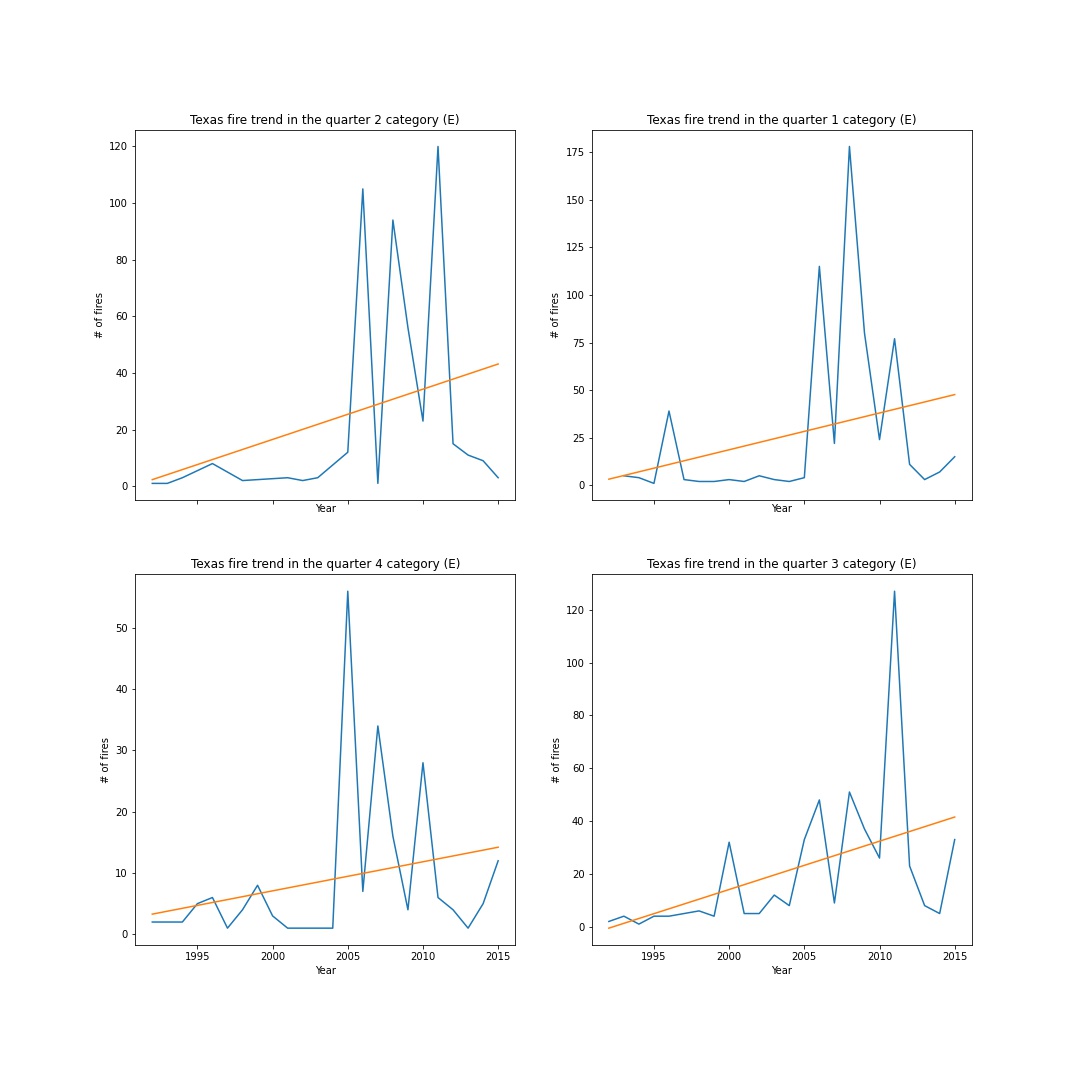 Texas fire trend in the quarter 2 category (E)
120
100
80
60
40
20
0
# of fires
Year
Texas fire trend in the quarter 1 category (E)
175
150
125
100
75
50
25
0
# of fires
Year
Texas fire trend in the quarter 4 category (E)
50
40
30
20
10
0
# of fires
1995 2000 2005 2010 2015
Year
Texas fire trend in the quarter 3 category (E)
120
100
80
60
40
20
0
# of fires
1995 2000 2005 2010 2015
Year